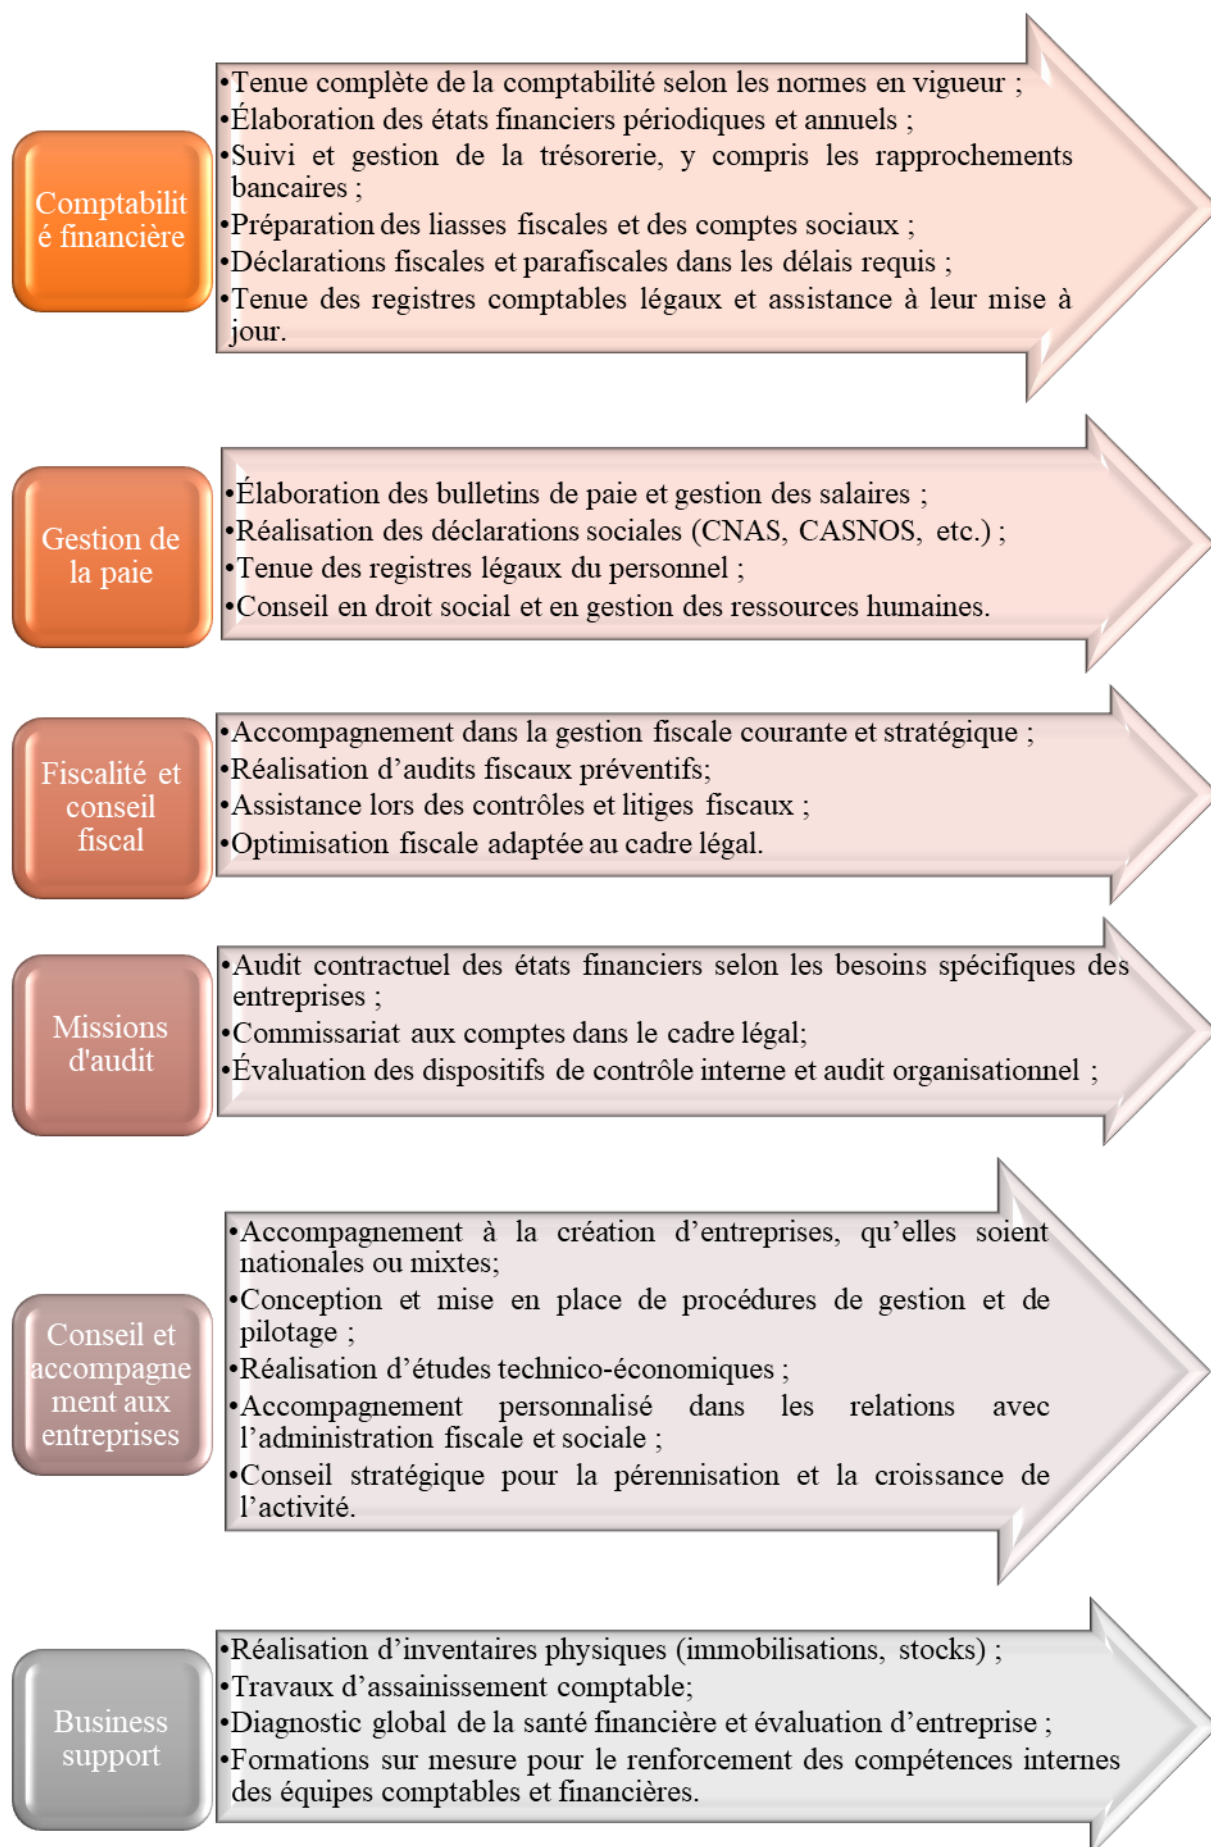 Comptabilit
é financière
•Tenue complète de la comptabilité selon les normes en vigueur ;
•Élaboration des états financiers périodiques et annuels ;
•Suivi et gestion de la trésorerie, y compris les rapprochements
bancaires ;
•Préparation des liasses fiscales et des comptes sociaux ;
•Déclarations fiscales et parafiscales dans les délais requis ;
•Tenue des registres comptables légaux et assistance à leur mise à
jour.
Gestion de
la paie
•Élaboration des bulletins de paie et gestion des salaires ;
•Réalisation des déclarations sociales (CNAS, CASNOS, etc.) ;
•Tenue des registres légaux du personnel ;
•Conseil en droit social et en gestion des ressources humaines.
Fiscalité et
conseil
fiscal
•Accompagnement dans la gestion fiscale courante et stratégique ;
•Réalisation d’audits fiscaux préventifs;
•Assistance lors des contrôles et litiges fiscaux ;
•Optimisation fiscale adaptée au cadre légal.
Missions
d'audit
•Audit contractuel des états financiers selon les besoins spécifiques des
entreprises ;
•Commissariat aux comptes dans le cadre légal;
•Évaluation des dispositifs de contrôle interne et audit organisationnel ;
Conseil et
accompagne
ment aux
entreprises
•Accompagnement à la création d’entreprises, qu’elles soient
nationales ou mixtes;
•Conception et mise en place de procédures de gestion et de
pilotage ;
•Réalisation d’études technico-économiques ;
•Accompagnement personnalisé dans les relations avec
l’administration fiscale et sociale ;
•Conseil stratégique pour la pérennisation et la croissance de
l’activité.
Business
support
•Réalisation d’inventaires physiques (immobilisations, stocks) ;
•Travaux d’assainissement comptable;
•Diagnostic global de la santé financière et évaluation d’entreprise ;
•Formations sur mesure pour le renforcement des compétences internes
des équipes comptables et financières.